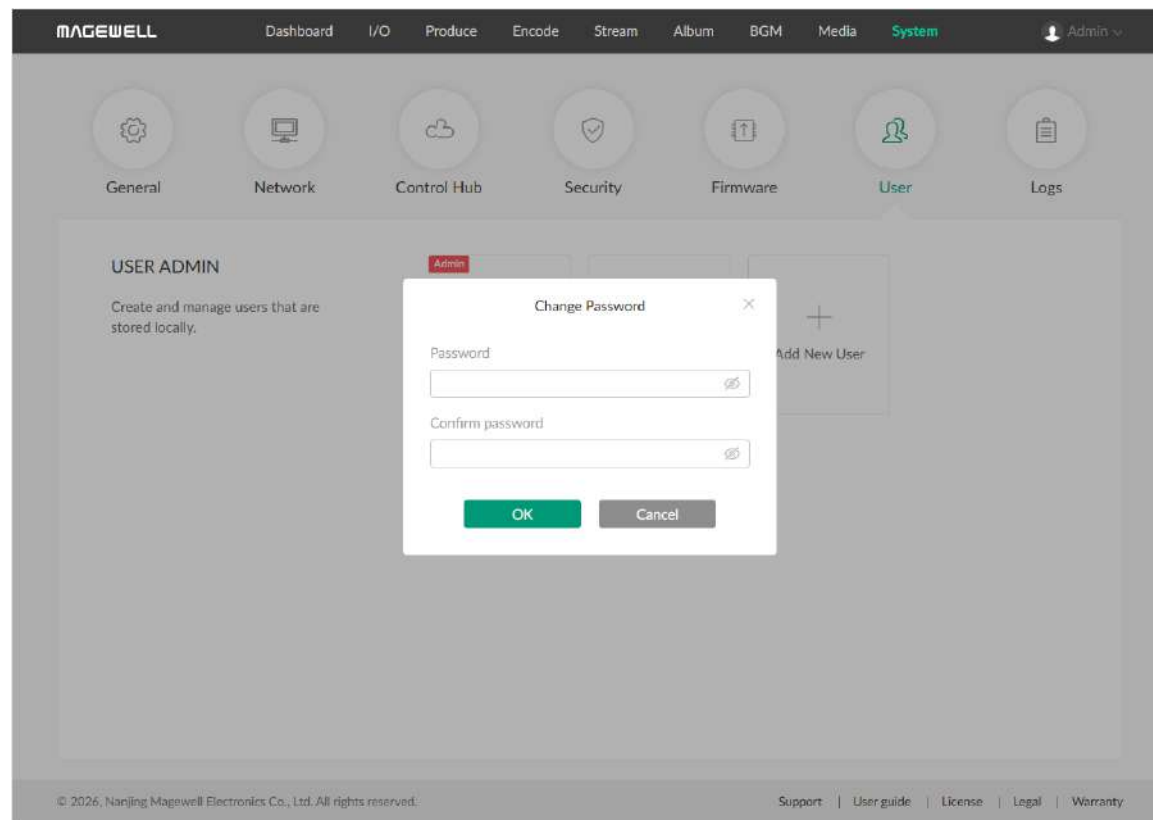 MAGEWELL Dashboard I/O Produce Encode Stream Album BGM Media System Admin
General Network Control Hub Security Firmware User Logs
USER ADMIN
Create and manage users that are
stored locally.
Admin
Change Password
Password
Confirm password
OK Cancel
Add New User
© 2026, Nanjing Magewell Electronics Co., Ltd. All rights reserved. Support | User guide | License | Legal | Warranty